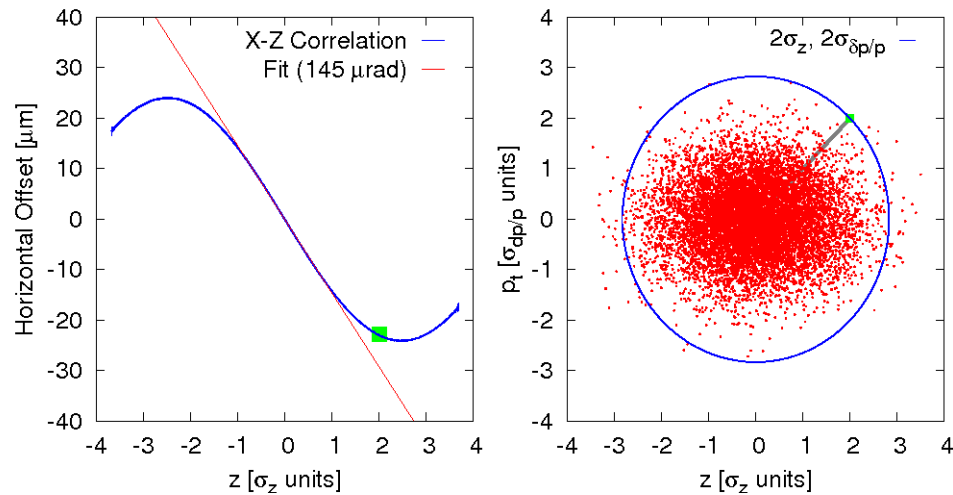 40
30
20
10
0
-10
-20
-30
-40
Horizontal Offset [μm]
X-Z Correlation
Fit (145 μrad)
-4 -3 -2 -1 0 1 2 3 4
z [σz units]
4
3
2
1
0
-1
-2
-3
-4
pt [σdp/p units]
2σz, 2σδp/p
-4 -3 -2 -1 0 1 2 3 4
z [σz units]